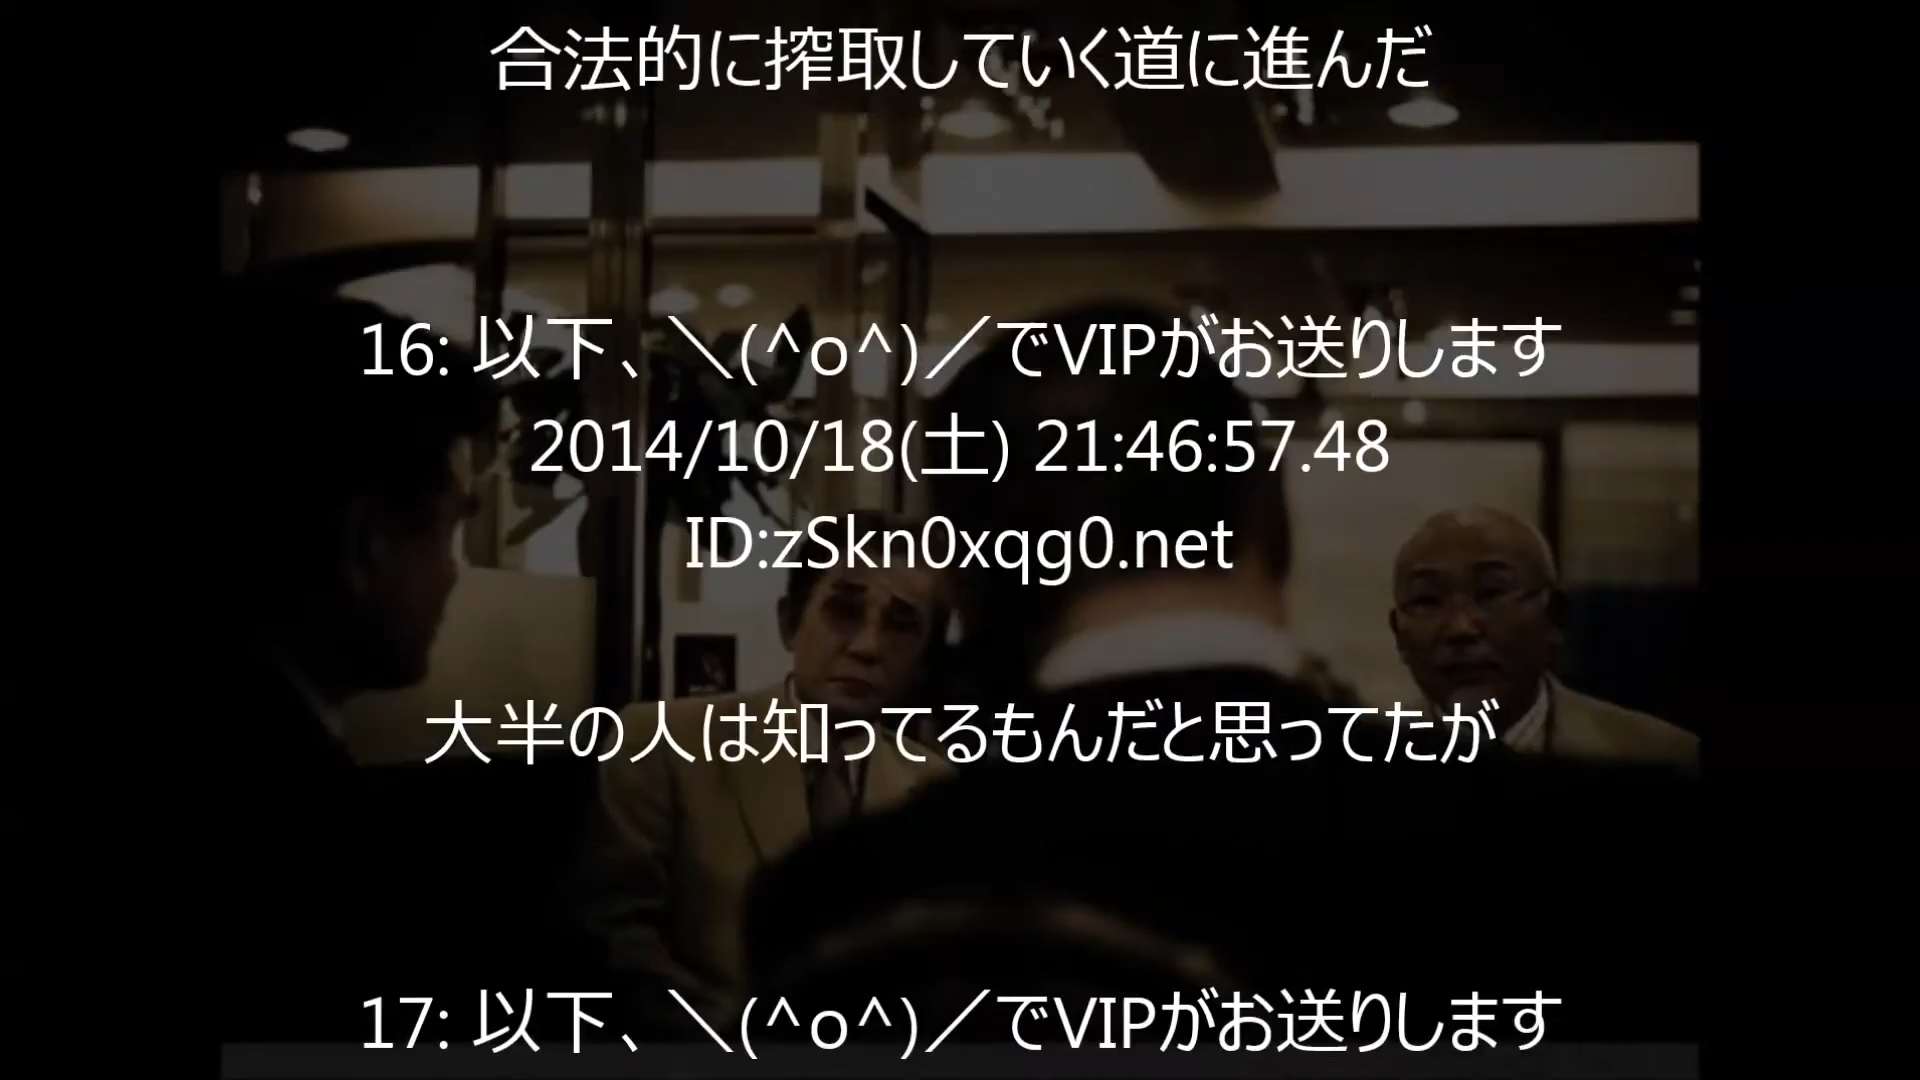 合法的に搾取していく道に進んだ
16: 以下、＼(^o^)／でVIPがお送りします
2014/10/18(土) 21:46:57.48
ID:zSkn0xqg0.net
大半の人は知ってるもんだと思ってたが
17: 以下、＼(^o^)／でVIPがお送りします